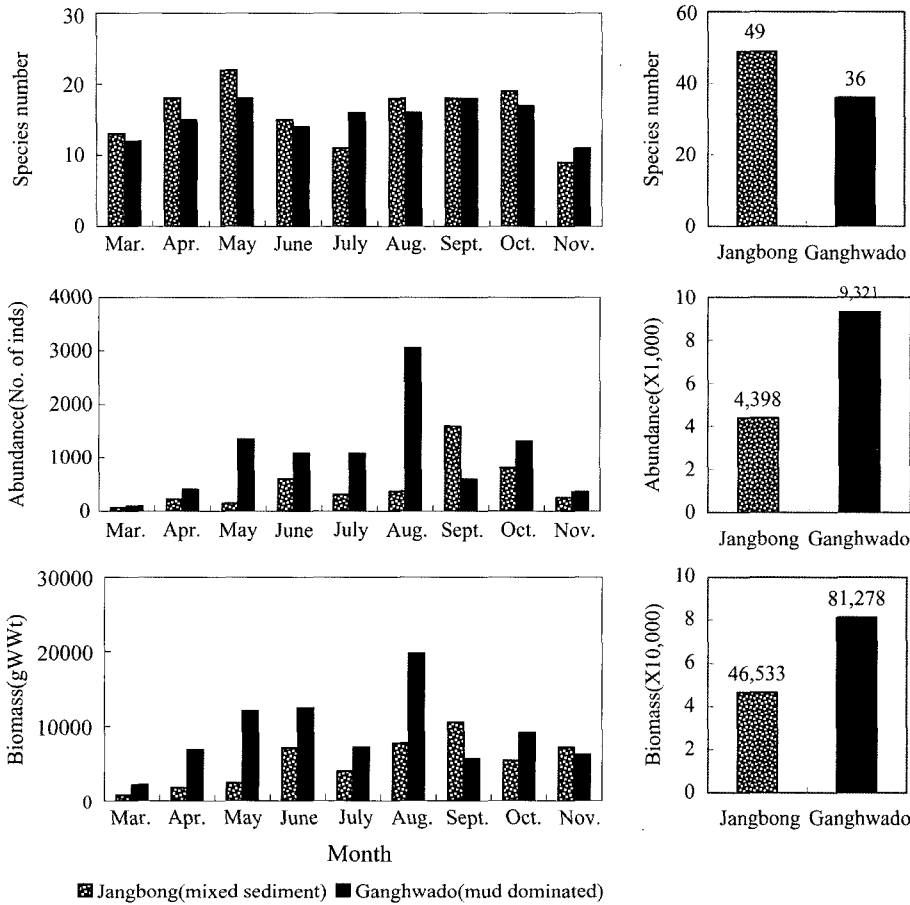 30
20
10
0
Species number
Mar. Apr. May June July Aug. Sept. Oct. Nov.
60
40
20
0
Species number
49
36
Jangbong Ganghwado
4000
3000
2000
1000
0
Abundance(No. of inds)
Mar. Apr. May June July Aug. Sept. Oct. Nov.
10
8
6
4
2
0
Abundance(X1,000)
4,398
9,321
Jangbong Ganghwado
30000
20000
10000
0
Biomass(gWWt)
Mar. Apr. May June July Aug. Sept. Oct. Nov.
Month
10
8
6
4
2
0
Biomass(X10,000)
46,533
81,278
Jangbong Ganghwado
Jangbong(mixed sediment) Ganghwado(mud dominated)